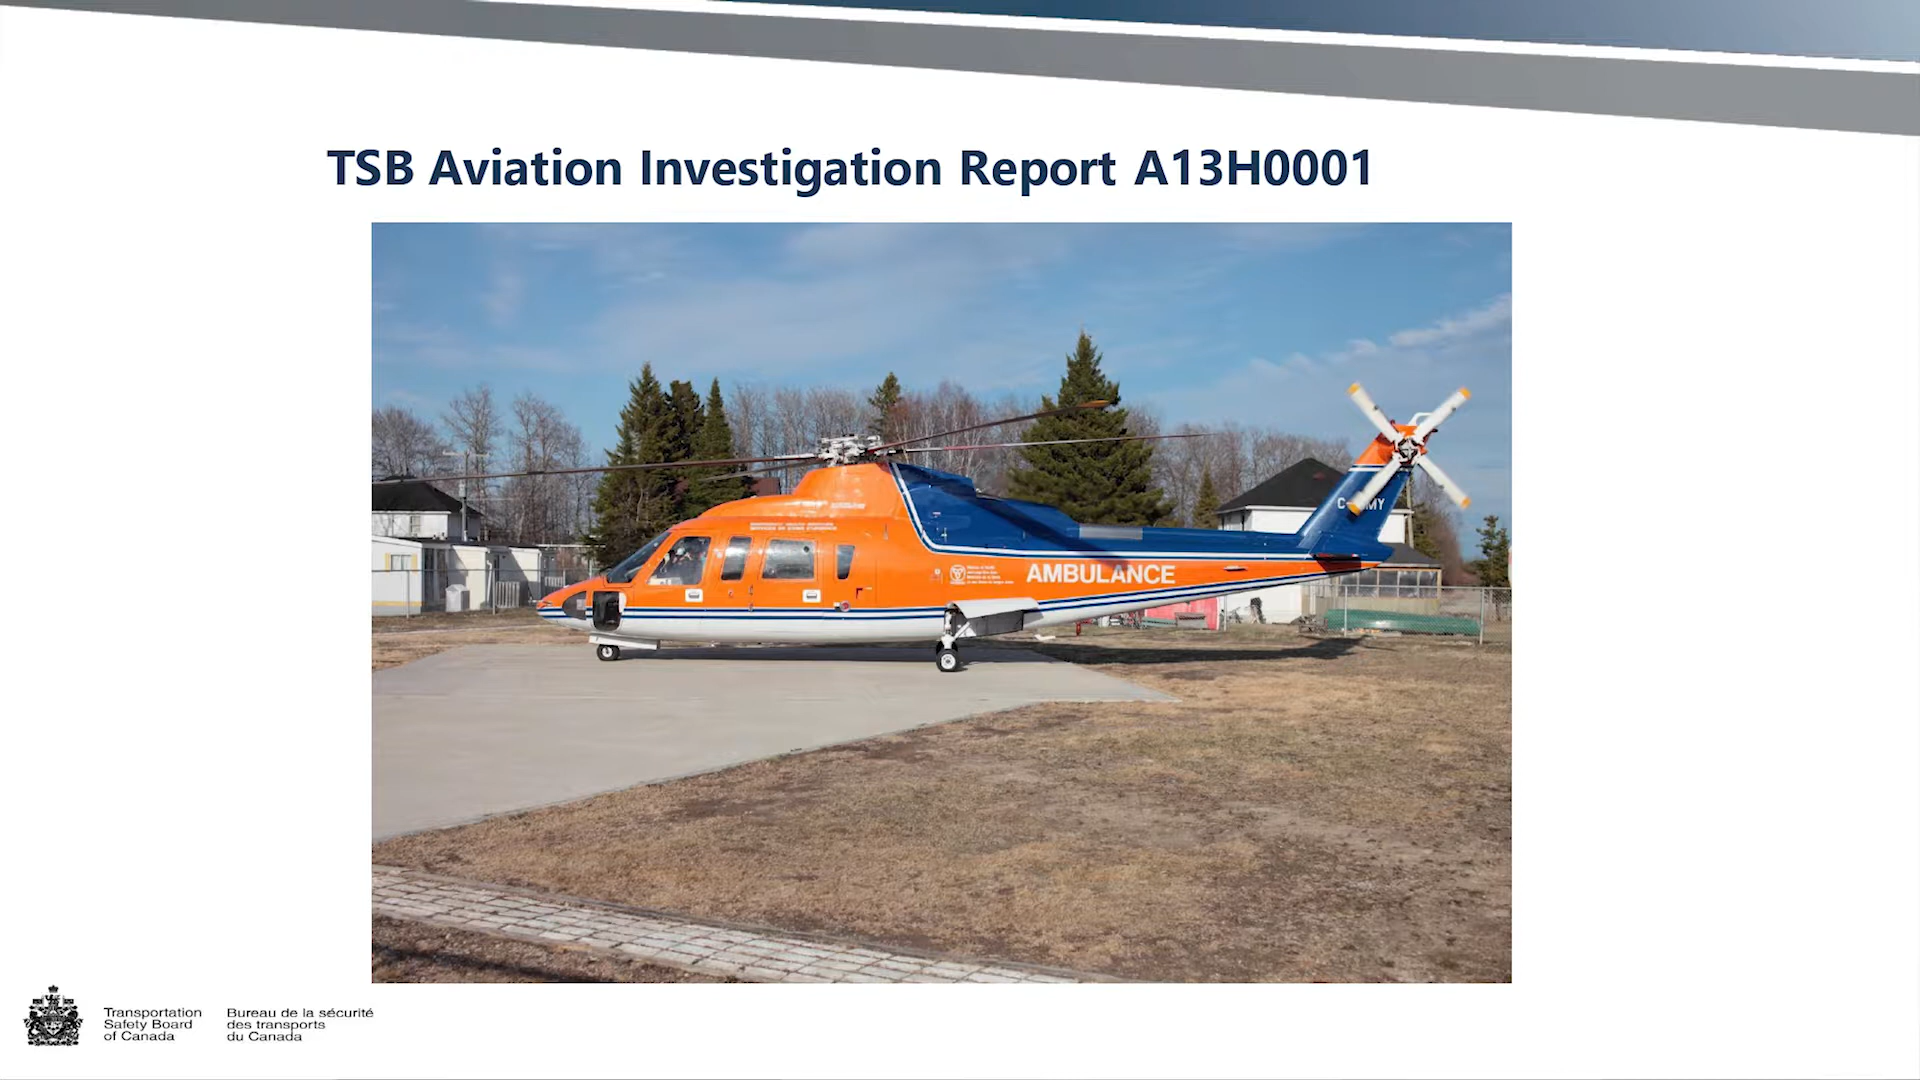 TSB Aviation Investigation Report A13H0001
AMBULANCE
Transportation
Safety Board
of Canada
Bureau de la sécurité
des transports
du Canada